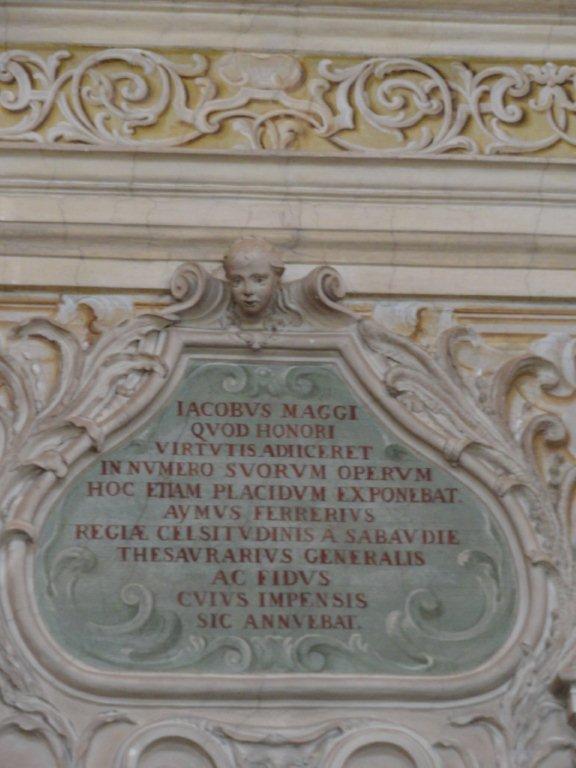 IACOBVS MAGGI
QVOD HONORI
VIRTVTIS ADIICERET
IN NVMERO SVORVM OPERVM
HOC ETIAM PLACIDVM EXPONEBAT.
AYMVS FERRERIVS
REGIÆ CELSITVDINIS A SABAVDIE
THESAVRARIVS GENERALIS
AC FIDVS
CVIVS IMPENSIS
SIC ANNVEBAT.